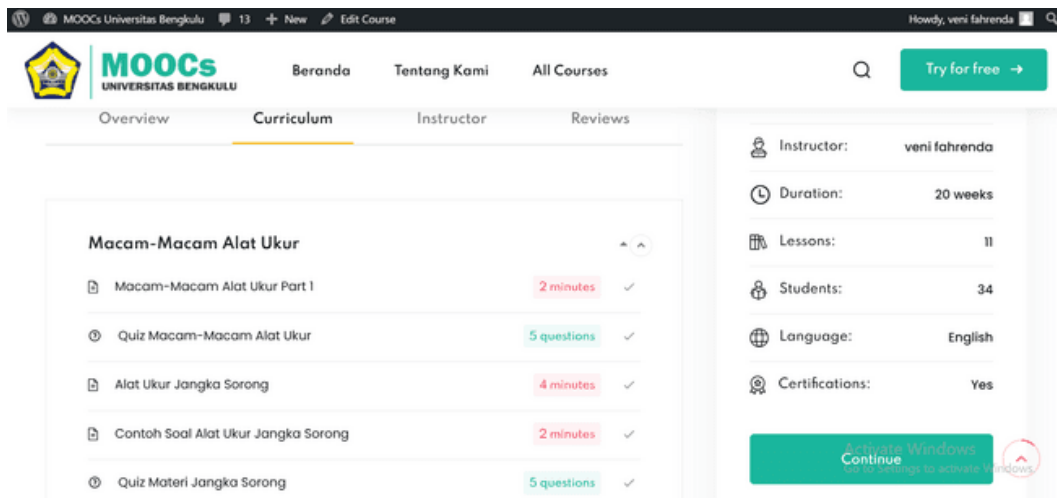 MOOCs Universitas Bengkulu 13 New Edit Course Howdy, veni fahrenda
MOOCs
UNIVERSITAS BENGKULU
Beranda Tentang Kami All Courses Try for free →
Overview Curriculum Instructor Reviews
Macam-Macam Alat Ukur
Macam-Macam Alat Ukur Part 1 2 minutes
Quiz Macam-Macam Alat Ukur 5 questions
Alat Ukur Jangka Sorong 4 minutes
Contoh Soal Alat Ukur Jangka Sorong 2 minutes
Quiz Materi Jangka Sorong 5 questions
Instructor: veni fahrenda
Duration: 20 weeks
Lessons: 11
Students: 34
Language: English
Certifications: Yes
Continue
Activate Windows
Go to Settings to activate Windows.